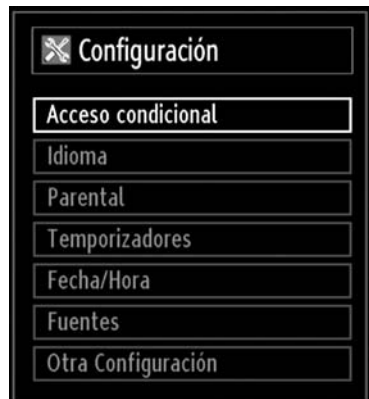 Configuración
Acceso condicional
Idioma
Parental
Temporizadores
Fecha/Hora
Fuentes
Otra Configuración